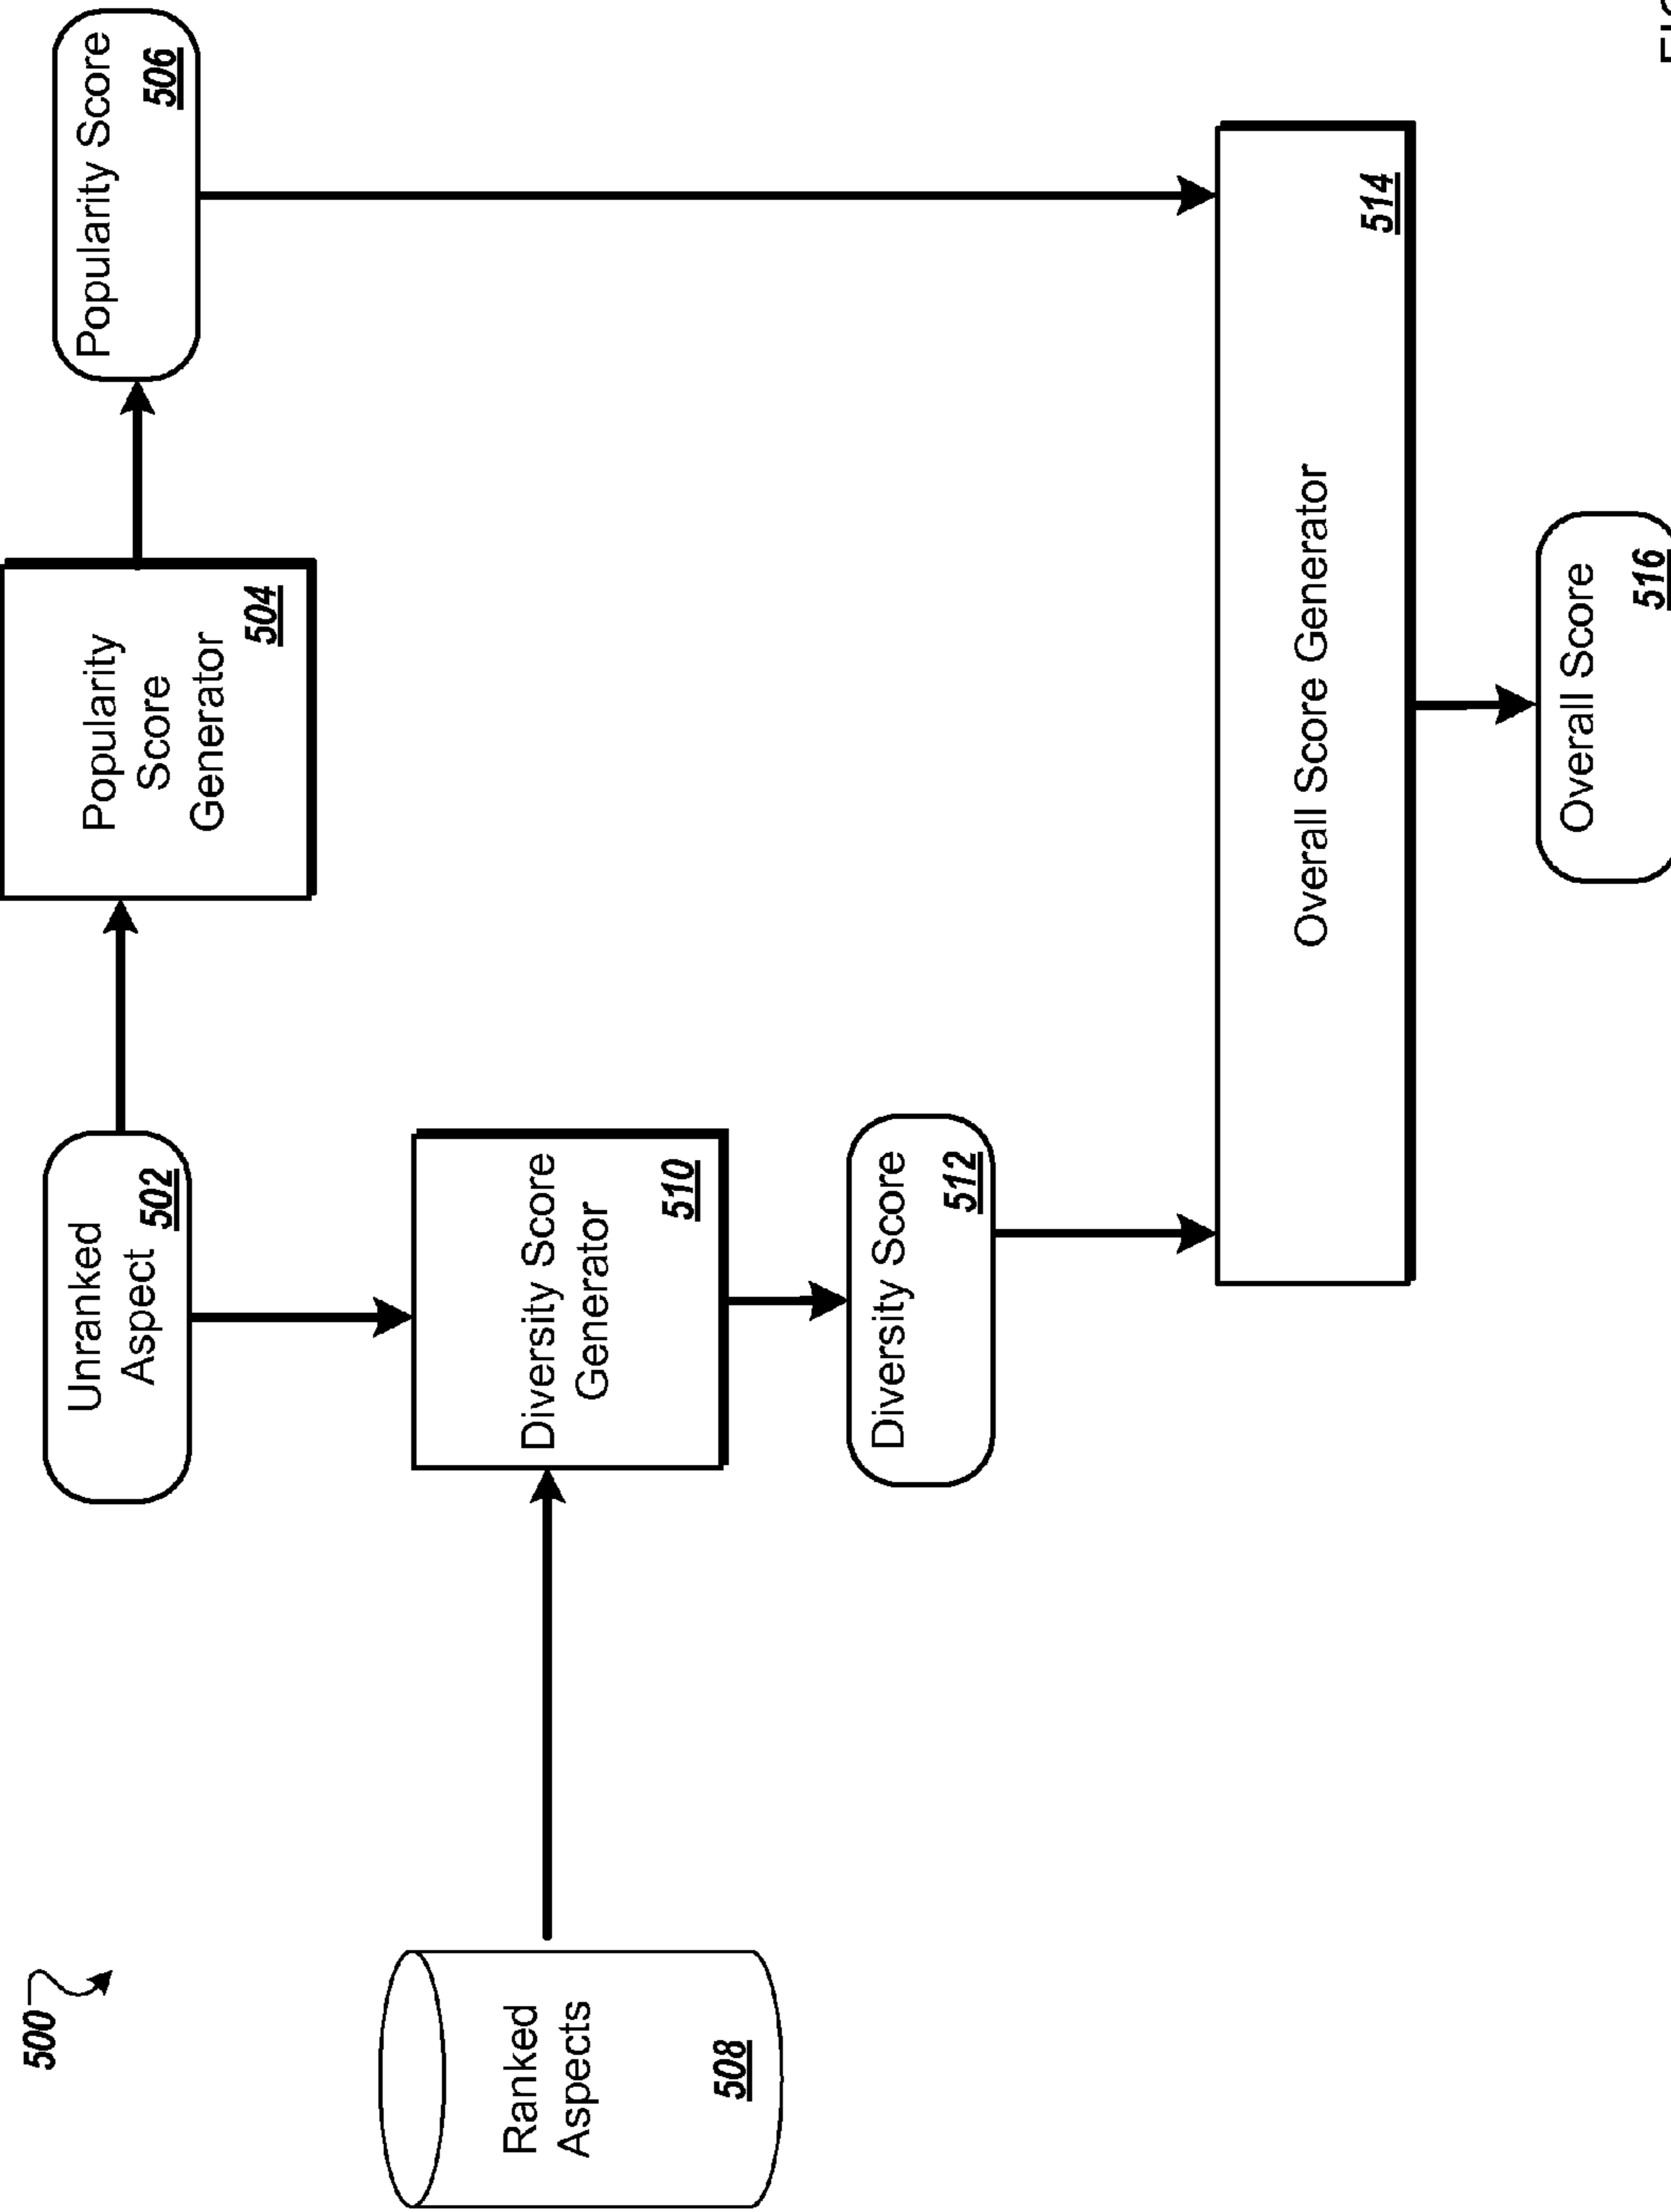 500
Unranked
Aspect
502
Popularity
Score
Generator
504
Popularity Score
506
Ranked
Aspects
508
Diversity Score
Generator
510
Diversity Score
512
Overall Score Generator
514
Overall Score
516